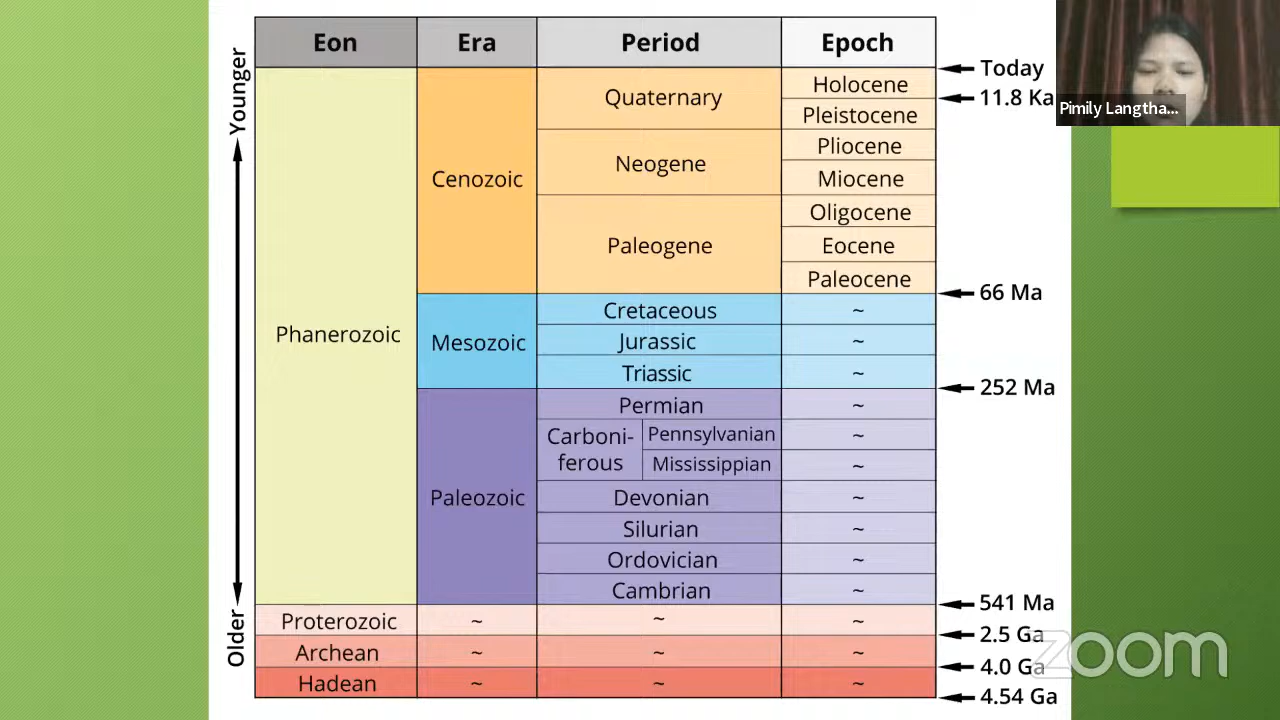 Eon Era Period Epoch
Younger
Older
Phanerozoic
Cenozoic
Quaternary
Holocene
Pleistocene
Neogene
Pliocene
Miocene
Paleogene
Oligocene
Eocene
Paleocene
Mesozoic
Cretaceous ~
Jurassic ~
Triassic ~
Paleozoic
Permian ~
Carboni-
ferous
Pennsylvanian ~
Mississippian ~
Devonian ~
Silurian ~
Ordovician ~
Cambrian ~
Proterozoic ~ ~ ~
Archean ~ ~ ~
Hadean ~ ~ ~
Today
11.8 Ka
66 Ma
252 Ma
541 Ma
2.5 Ga
4.0 Ga
4.54 Ga
Pimily Langtha...
zoom